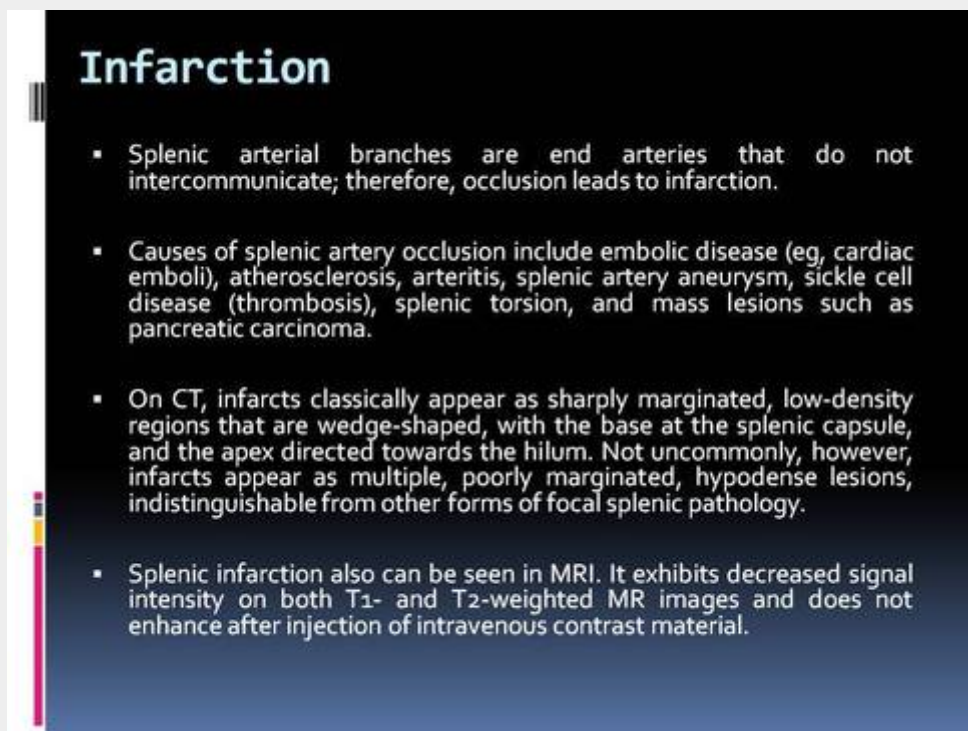 Infarction
▪ Splenic arterial branches are end arteries that do not
intercommunicate; therefore, occlusion leads to infarction.
▪ Causes of splenic artery occlusion include embolic disease (eg, cardiac
emboli), atherosclerosis, arteritis, splenic artery aneurysm, sickle cell
disease (thrombosis), splenic torsion, and mass lesions such as
pancreatic carcinoma.
▪ On CT, infarcts classically appear as sharply marginated, low-density
regions that are wedge-shaped, with the base at the splenic capsule,
and the apex directed towards the hilum. Not uncommonly, however,
infarcts appear as multiple, poorly marginated, hypodense lesions,
indistinguishable from other forms of focal splenic pathology.
▪ Splenic infarction also can be seen in MRI. It exhibits decreased signal
intensity on both T1- and T2-weighted MR images and does not
enhance after injection of intravenous contrast material.